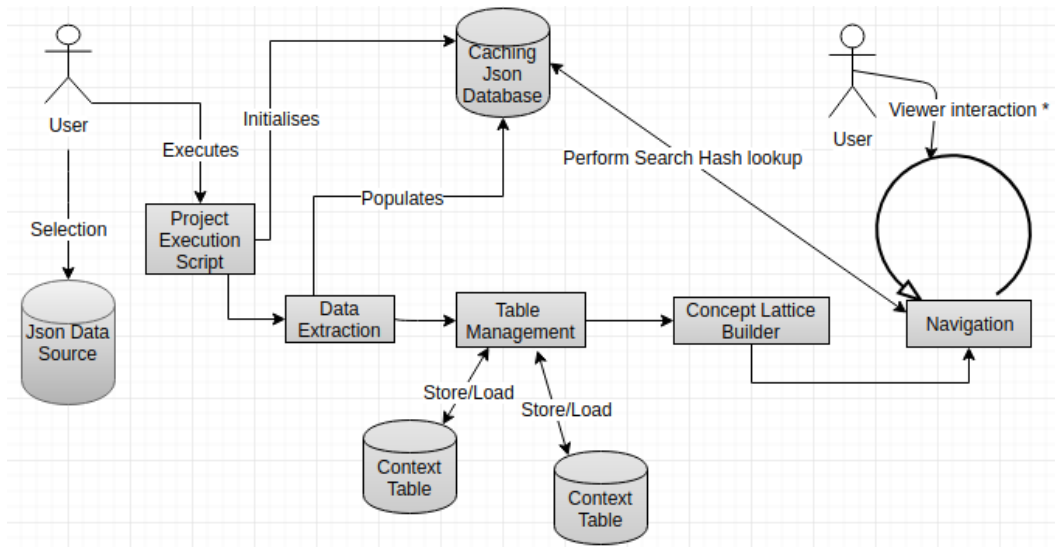 Caching
Json
Database
User
Initialises
Executes
Viewer interaction *
User
Perform Search Hash lookup
Populates
Selection
Project
Execution
Script
Json Data
Source
Data
Extraction
Table
Management
Concept Lattice
Builder
Navigation
Store/Load
Store/Load
Context
Table
Context
Table